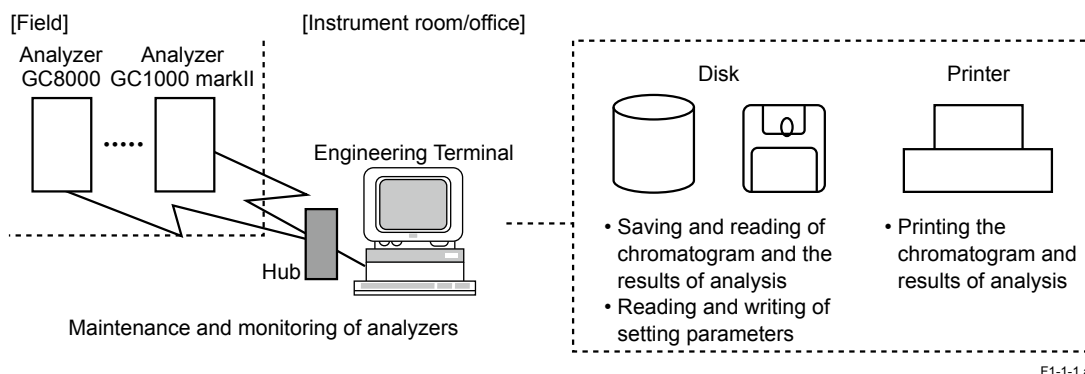 [Field]
[Instrument room/office]
Analyzer
GC8000
Analyzer
GC1000 markII
Engineering Terminal
Hub
Maintenance and monitoring of analyzers
Disk
Printer
• Saving and reading of
chromatogram and the
results of analysis
• Reading and writing of
setting parameters
• Printing the
chromatogram and
results of analysis